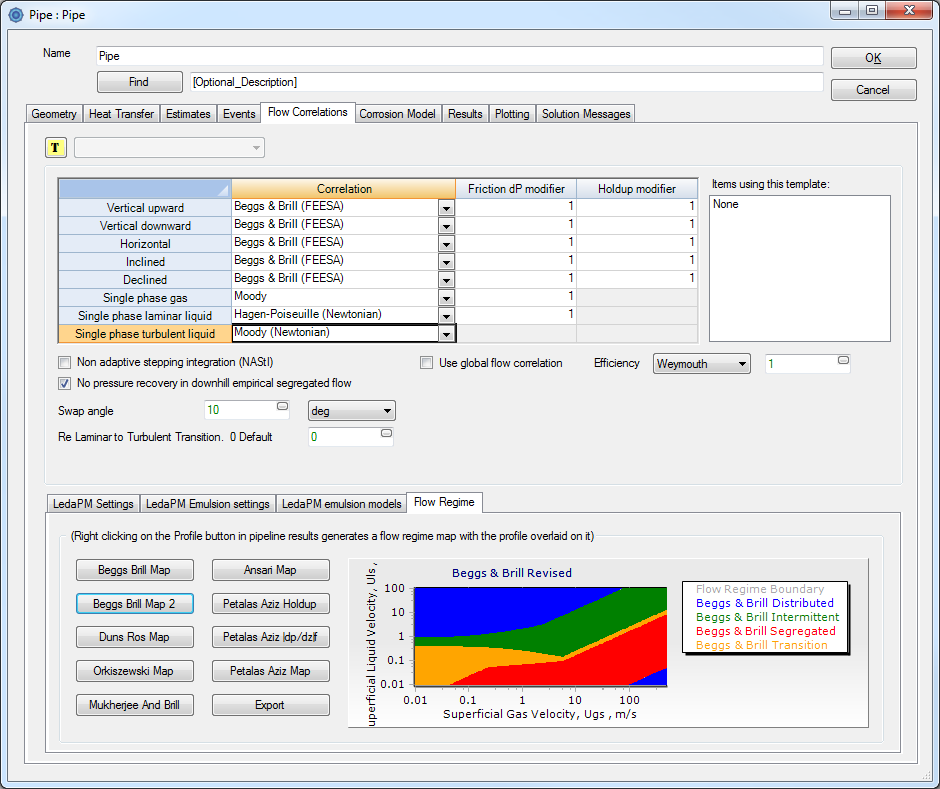 Pipe : Pipe
Name Pipe OK
Find [Optional_Description] Cancel
Geometry Heat Transfer Estimates Events Flow Correlations Corrosion Model Results Plotting Solution Messages
T
Correlation Friction dP modifier Holdup modifier Items using this template:
Vertical upward Beggs & Brill (FEESA) 1 1 None
Vertical downward Beggs & Brill (FEESA) 1 1
Horizontal Beggs & Brill (FEESA) 1 1
Inclined Beggs & Brill (FEESA) 1 1
Declined Beggs & Brill (FEESA) 1 1
Single phase gas Moody 1
Single phase laminar liquid Hagen-Poiseuille (Newtonian) 1
Single phase turbulent liquid Moody (Newtonian)
Non adaptive stepping integration (NAStI) Use global flow correlation Efficiency Weymouth 1
No pressure recovery in downhill empirical segregated flow
Swap angle 10 deg
Re Laminar to Turbulent Transition. 0 Default 0
LedaPM Settings LedaPM Emulsion settings LedaPM emulsion models Flow Regime
(Right clicking on the Profile button in pipeline results generates a flow regime map with the profile overlaid on it)
Beggs Brill Map Ansari Map
Beggs Brill Map 2 Petalas Aziz Holdup
Duns Ros Map Petalas Aziz |dp/dz|f
Orkiszewski Map Petalas Aziz Map
Mukherjee And Brill Export
Beggs & Brill Revised
uperficial Liquid Velocity, Uls ,
100
10
1
0.1
0.01
0.01 0.1 1 10 100
Superficial Gas Velocity, Ugs , m/s
Flow Regime Boundary
Beggs & Brill Distributed
Beggs & Brill Intermittent
Beggs & Brill Segregated
Beggs & Brill Transition